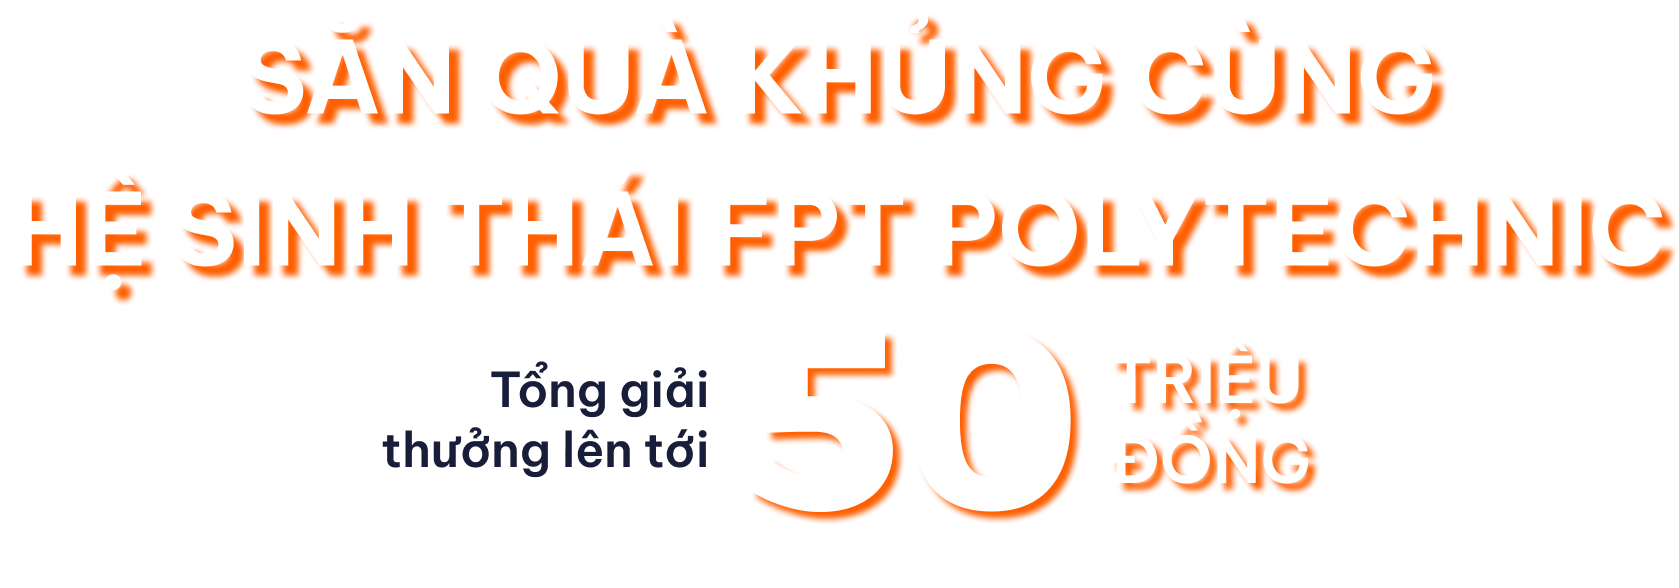 SĂN QUÀ KHỦNG CÙNG
HỆ SINH THÁI FPT POLYTECHNIC
Tổng giải
thưởng lên tới
50
TRIỆU
ĐỒNG